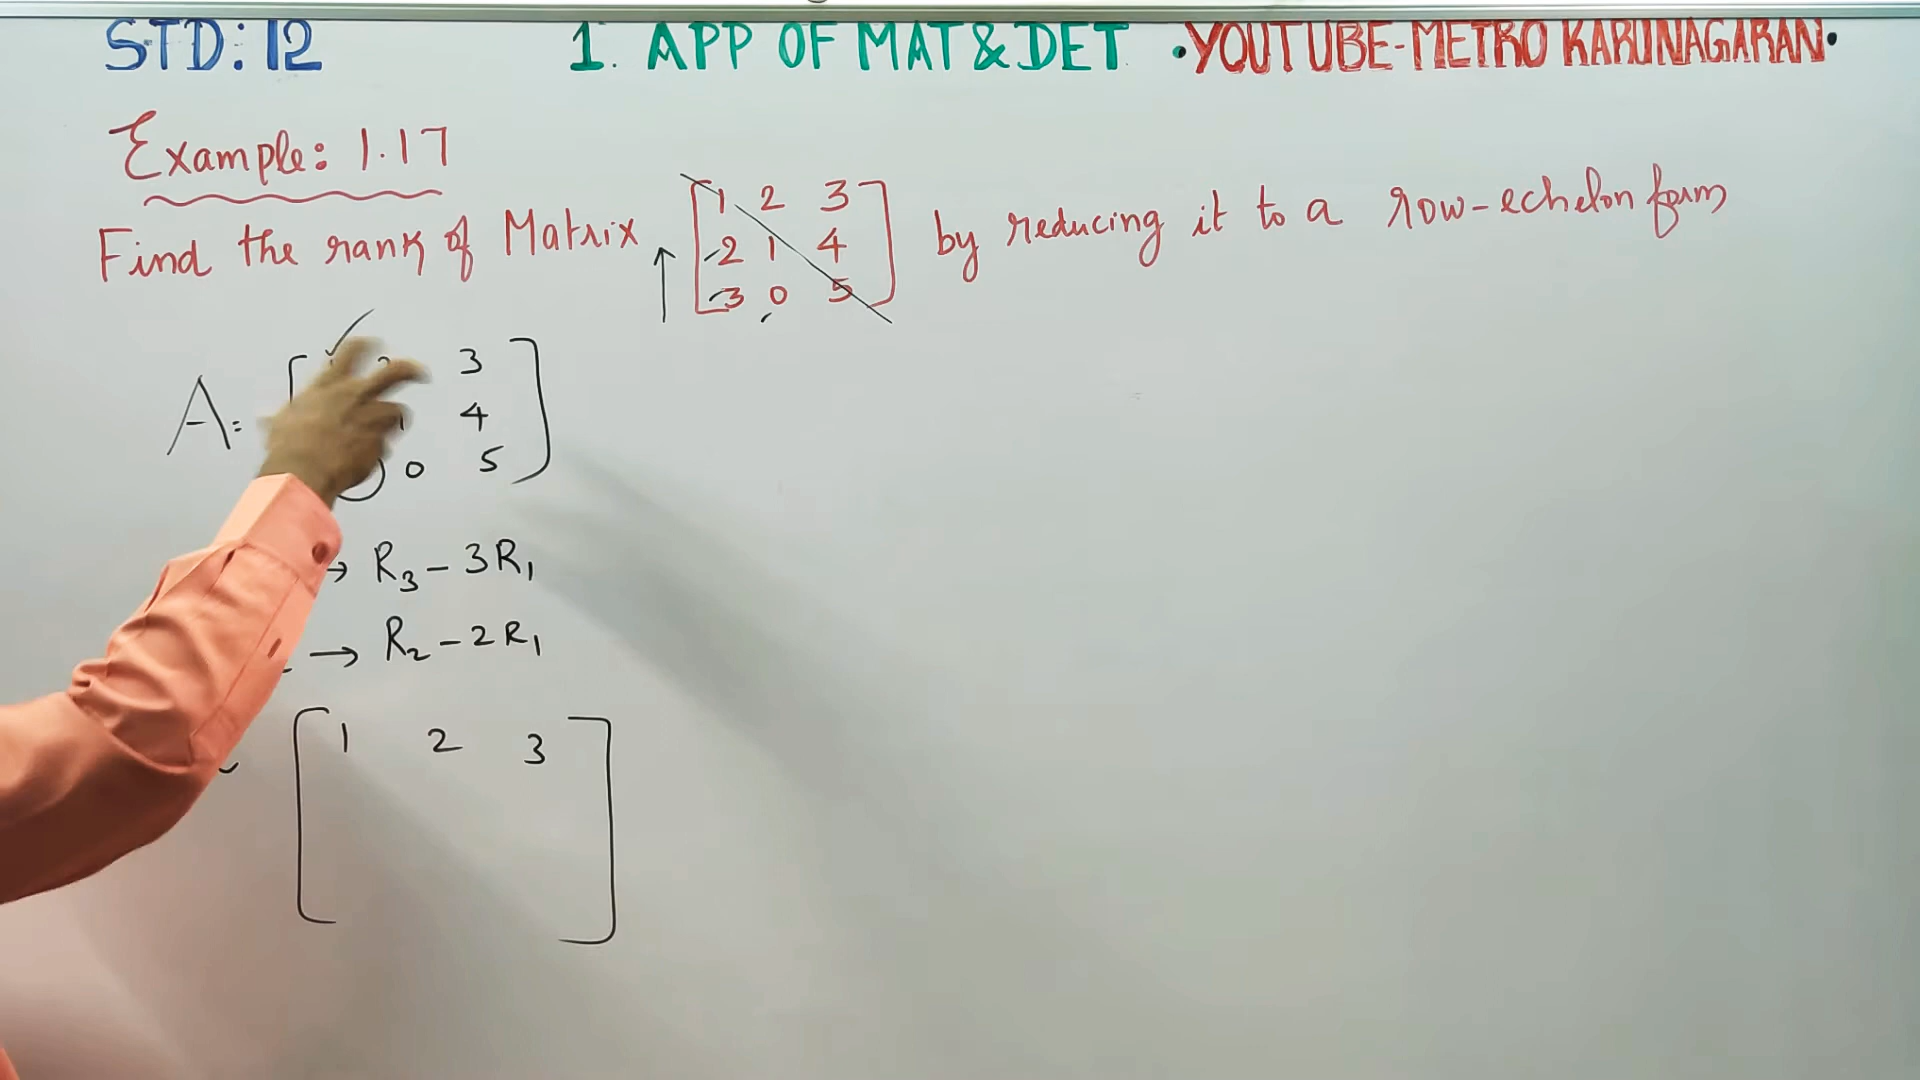 STD: 12 1. APP OF MAT & DET • YOUTUBE-METRO KARUNAGARAN •
Example: 1.17
Find the rank of Matrix [1 2 3 by reducing it to a row-echelon form
2 1 4
3 0 5]
A = [ 3
4
0 5]
→ R3 - 3R1
→ R2 - 2R1
[1 2 3 ]